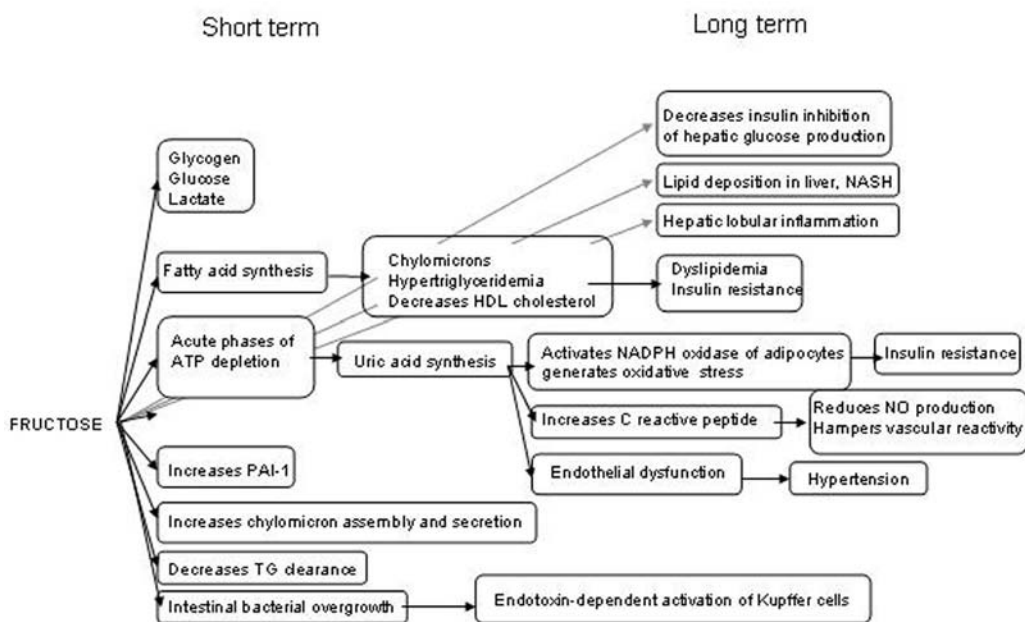 Short term
Long term
Decreases insulin inhibition
of hepatic glucose production
Glycogen
Glucose
Lactate
Lipid deposition in liver, NASH
Hepatic lobular inflammation
Fatty acid synthesis
Chylomicrons
Hypertriglyceridemia
Decreases HDL cholesterol
Dyslipidemia
Insulin resistance
Acute phases of
ATP depletion
Uric acid synthesis
Activates NADPH oxidase of adipocytes
generates oxidative stress
Insulin resistance
FRUCTOSE
Increases C reactive peptide
Reduces NO production
Hampers vascular reactivity
Increases PAI-1
Endothelial dysfunction
Hypertension
Increases chylomicron assembly and secretion
Decreases TG clearance
Intestinal bacterial overgrowth
Endotoxin-dependent activation of Kupffer cells